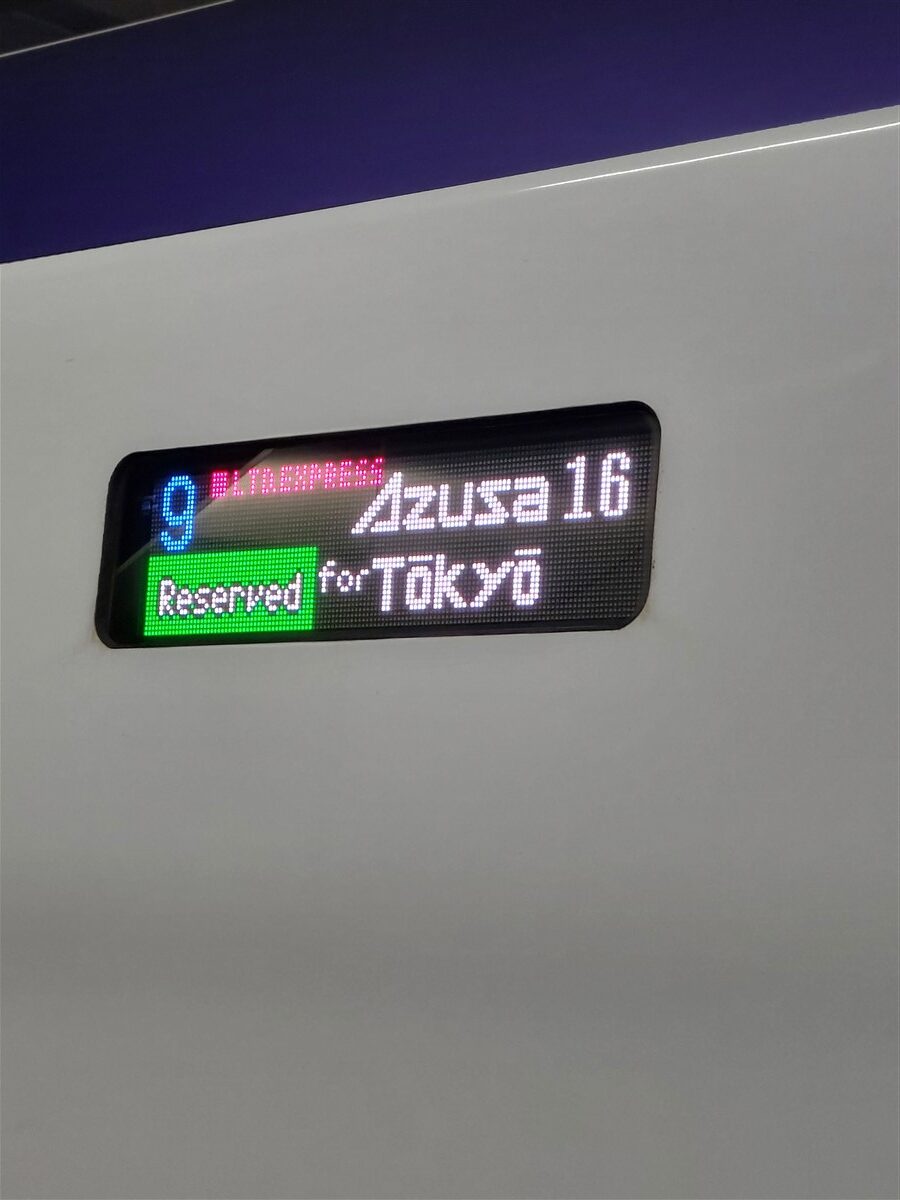 9 LTD.EXPRESS Azusa 16
Reserved for Tōkyō